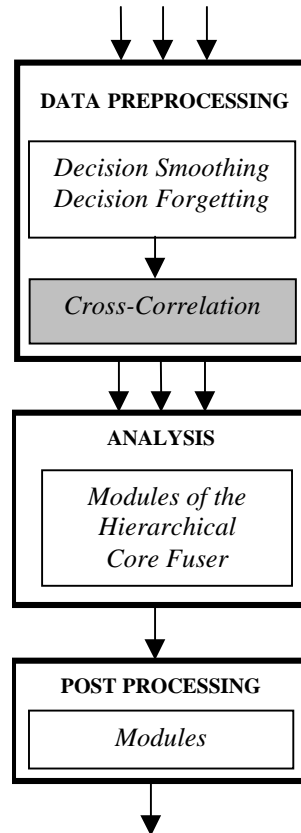 DATA PREPROCESSING
Decision Smoothing
Decision Forgetting
Cross-Correlation
ANALYSIS
Modules of the
Hierarchical
Core Fuser
POST PROCESSING
Modules